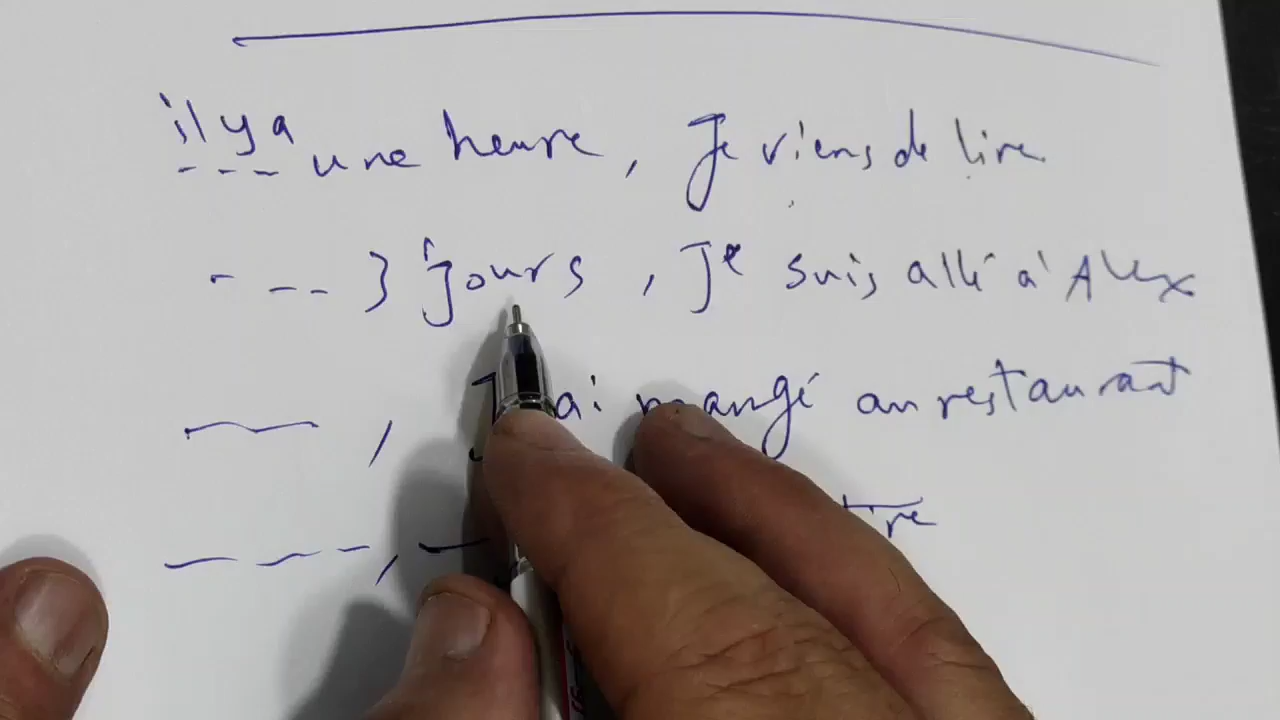 il y a
--- une heure, Je viens de lire
- -- 3 jours, Je suis allé à Alex
——, J'ai mangé au restaurant
— — -, —